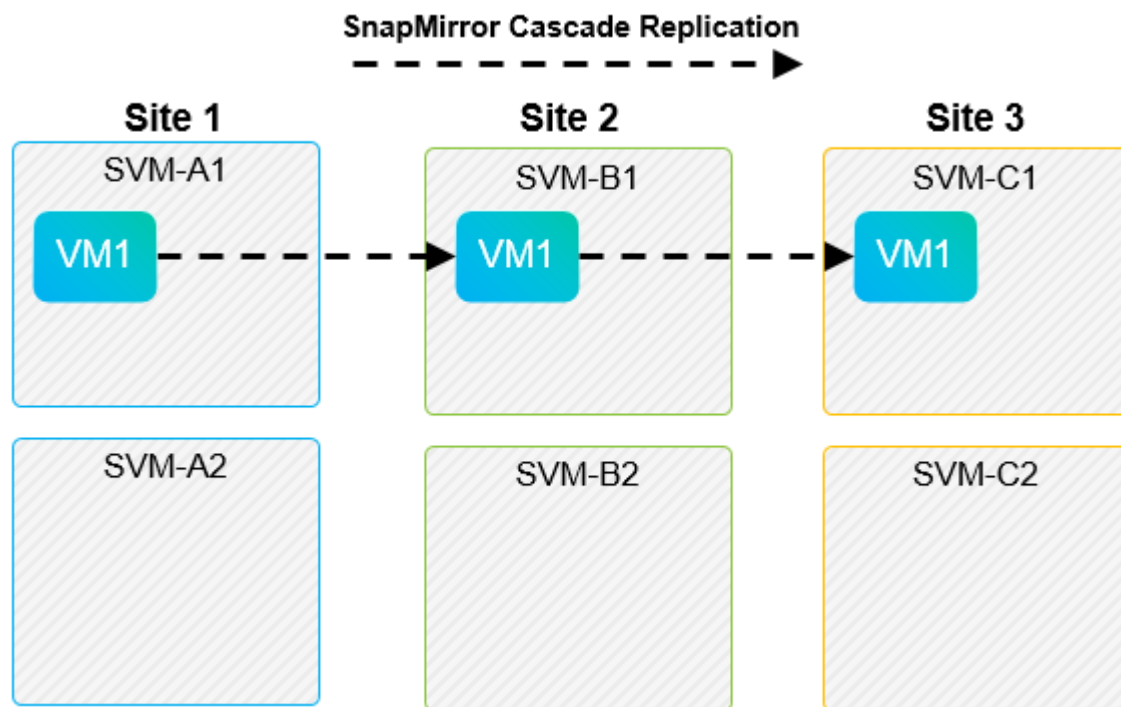 SnapMirror Cascade Replication
Site 1
Site 2
Site 3
SVM-A1
SVM-B1
SVM-C1
VM1
VM1
VM1
SVM-A2
SVM-B2
SVM-C2